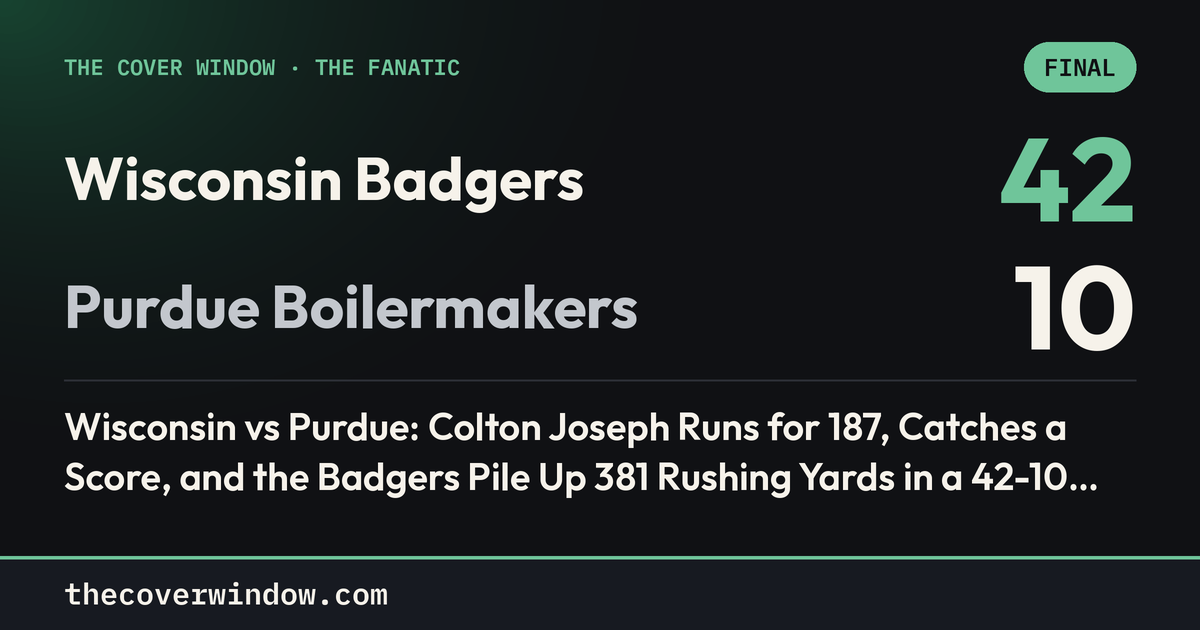 THE COVER WINDOW · THE FANATIC
FINAL
Wisconsin Badgers 42
Purdue Boilermakers 10
Wisconsin vs Purdue: Colton Joseph Runs for 187, Catches a
Score, and the Badgers Pile Up 381 Rushing Yards in a 42-10...
thecoverwindow.com